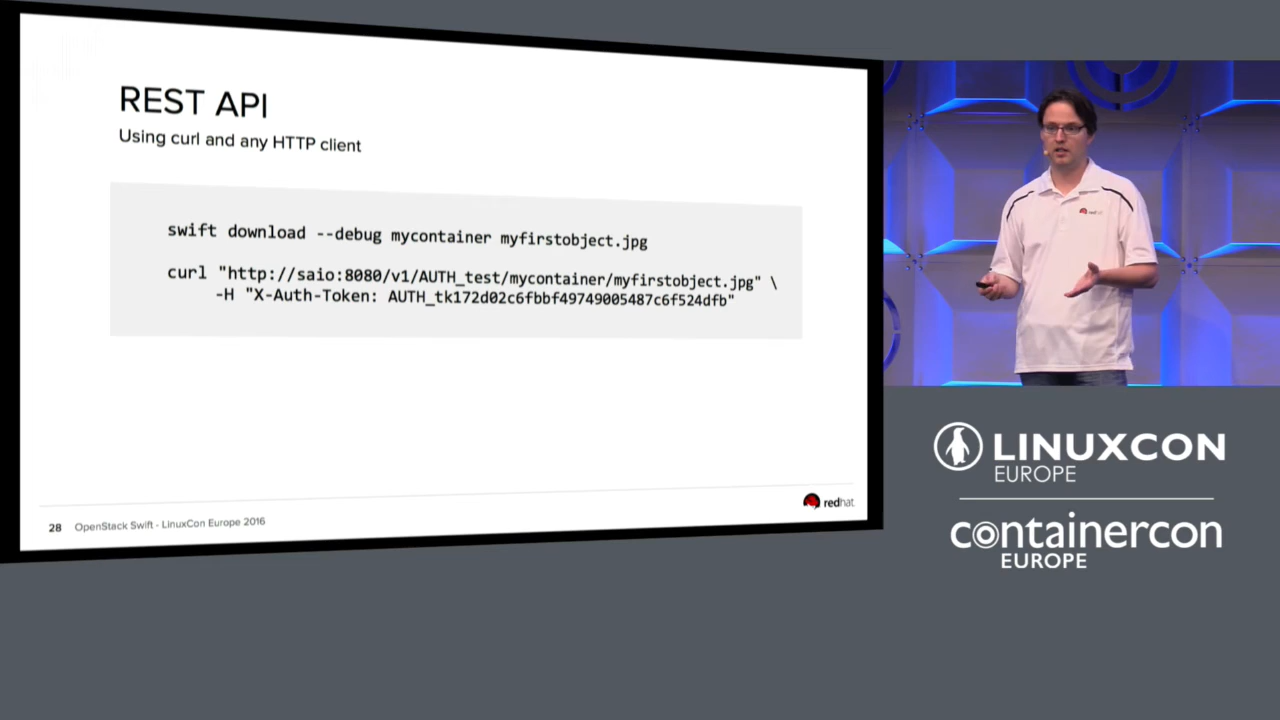 REST API
Using curl and any HTTP client
swift download --debug mycontainer myfirstobject.jpg
curl "http://saio:8080/v1/AUTH_test/mycontainer/myfirstobject.jpg" \
-H "X-Auth-Token: AUTH_tk172d02c6fbbf49749005487c6f524dfb"
redhat
28 OpenStack Swift - LinuxCon Europe 2016
redhat
LINUXCON
EUROPE
containercon
EUROPE